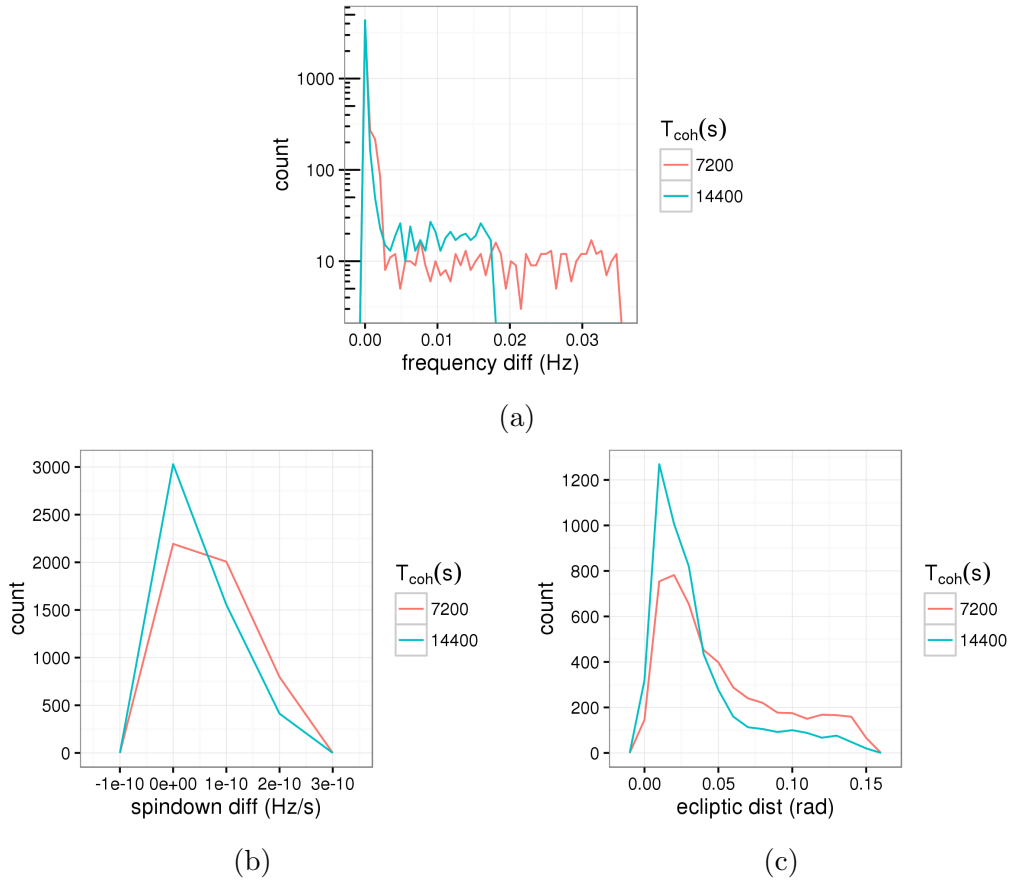 1000
100
10
count
0.00 0.01 0.02 0.03
frequency diff (Hz)
Tcoh(s)
7200
14400
(a)
3000
2500
2000
1500
1000
500
0
count
-1e-10 0e+00 1e-10 2e-10 3e-10
spindown diff (Hz/s)
Tcoh(s)
7200
14400
(b)
1200
1000
800
600
400
200
0
count
0.00 0.05 0.10 0.15
ecliptic dist (rad)
Tcoh(s)
7200
14400
(c)